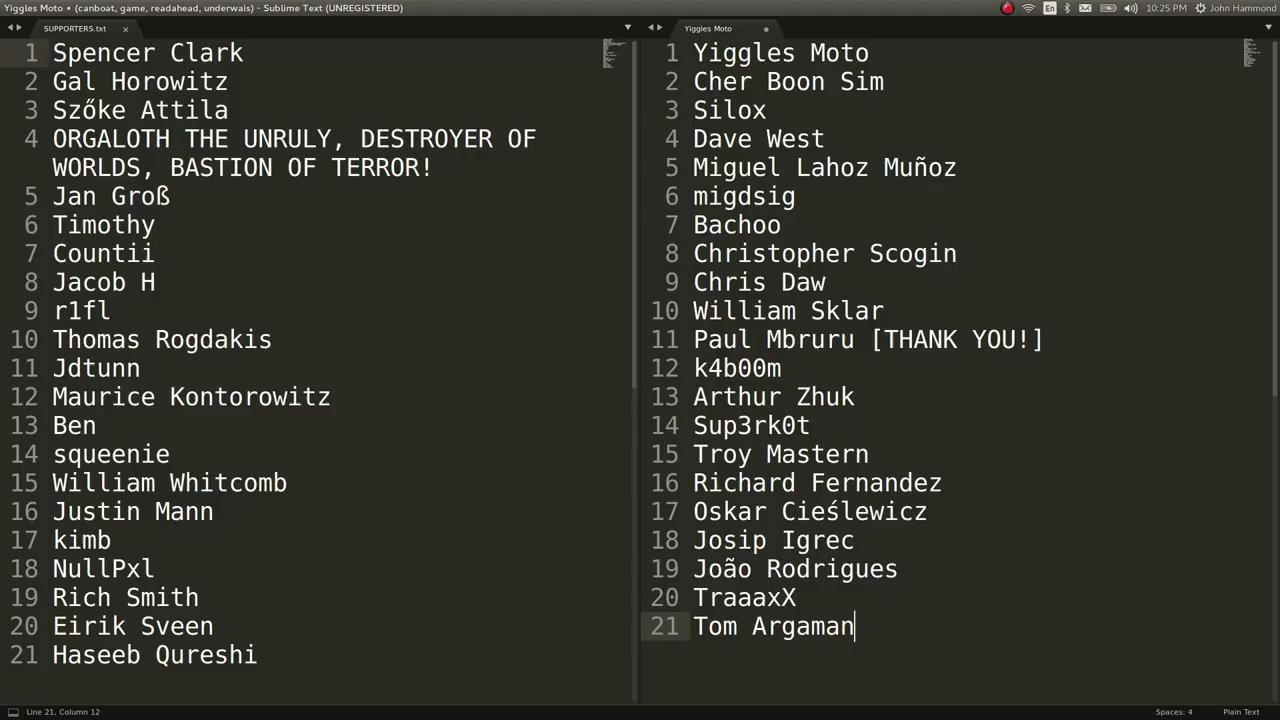 Yiggles Moto • (canboat, game, readahead, underwais) - Sublime Text (UNREGISTERED)
En
10:25 PM
John Hammond
SUPPORTERS.txt
1 Spencer Clark
2 Gal Horowitz
3 Szőke Attila
4 ORGALOTH THE UNRULY, DESTROYER OF
WORLDS, BASTION OF TERROR!
5 Jan Groß
6 Timothy
7 Countii
8 Jacob H
9 r1fl
10 Thomas Rogdakis
11 Jdtunn
12 Maurice Kontorowitz
13 Ben
14 squeenie
15 William Whitcomb
16 Justin Mann
17 kimb
18 NullPxl
19 Rich Smith
20 Eirik Sveen
21 Haseeb Qureshi
Yiggles Moto
1 Yiggles Moto
2 Cher Boon Sim
3 Silox
4 Dave West
5 Miguel Lahoz Muñoz
6 migdsig
7 Bachoo
8 Christopher Scogin
9 Chris Daw
10 William Sklar
11 Paul Mbruru [THANK YOU!]
12 k4b00m
13 Arthur Zhuk
14 Sup3rk0t
15 Troy Mastern
16 Richard Fernandez
17 Oskar Cieślewicz
18 Josip Igrec
19 João Rodrigues
20 TraaaxX
21 Tom Argaman
Line 21, Column 12
Spaces: 4
Plain Text